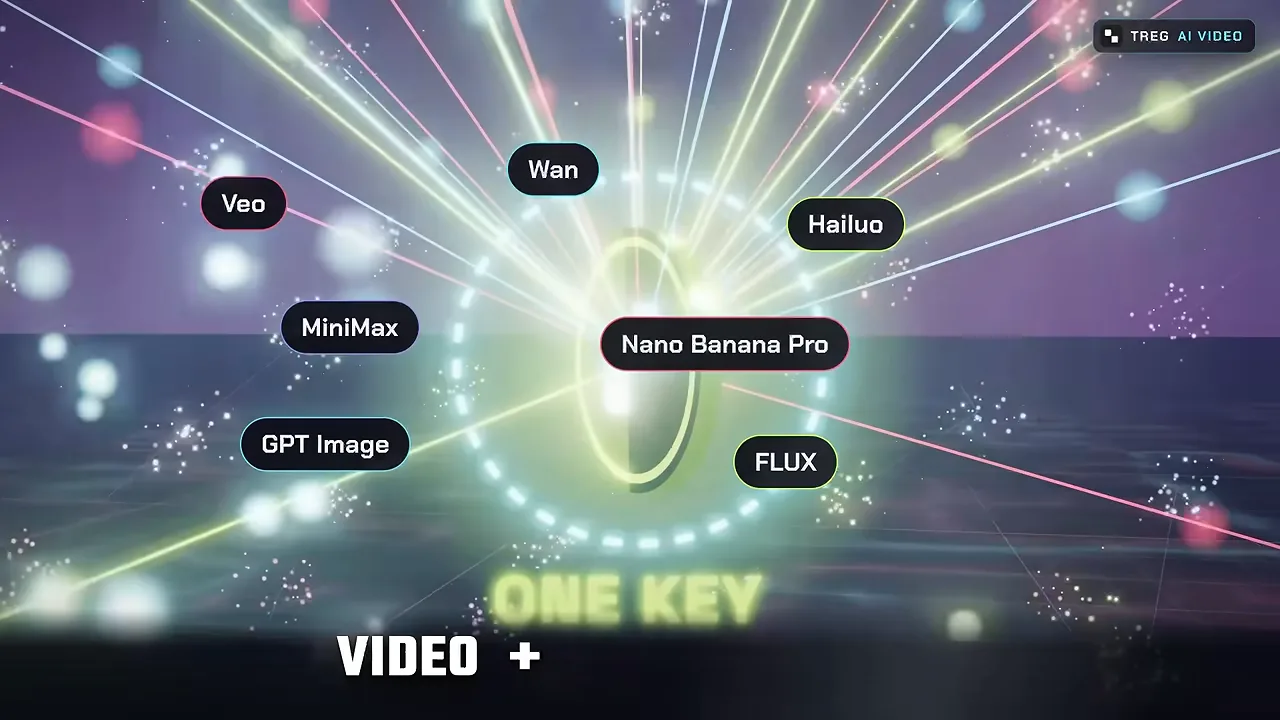 TREG AI VIDEO
Wan
Veo
Hailuo
MiniMax
Nano Banana Pro
GPT Image
FLUX
ONE KEY
VIDEO +